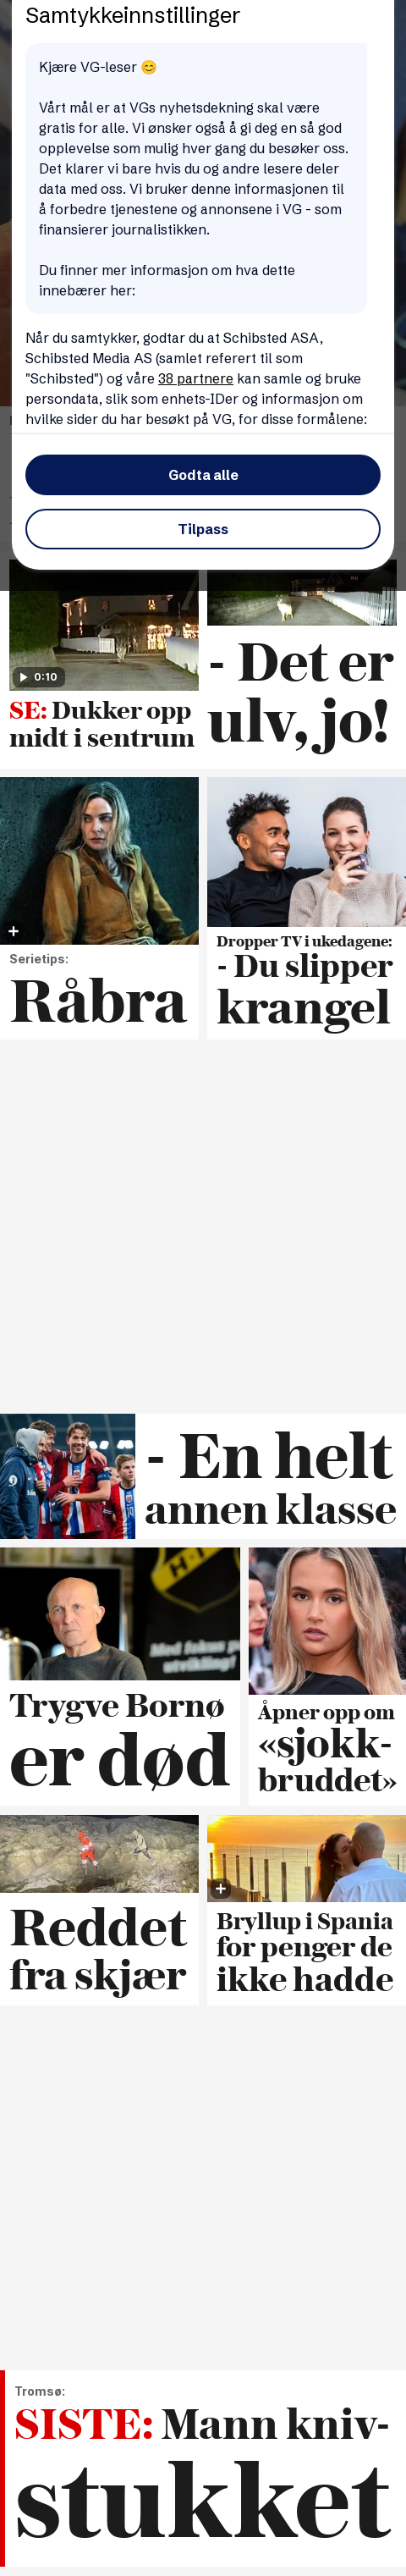 Samtykkeinnstillinger
Kjære VG-leser 😊
Vårt mål er at VGs nyhetsdekning skal være
gratis for alle. Vi ønsker også å gi deg en så god
opplevelse som mulig hver gang du besøker oss.
Det klarer vi bare hvis du og andre lesere deler
data med oss. Vi bruker denne informasjonen til
å forbedre tjenestene og annonsene i VG - som
finansierer journalistikken.
Du finner mer informasjon om hva dette
innebærer her:
Når du samtykker, godtar du at Schibsted ASA,
Schibsted Media AS (samlet referert til som
"Schibsted") og våre 38 partnere kan samle og bruke
persondata, slik som enhets-IDer og informasjon om
hvilke sider du har besøkt på VG, for disse formålene:
Godta alle
Tilpass
0:10
SE: Dukker opp
midt i sentrum
- Det er
ulv, jo!
Serietips:
Råbra
Dropper TV i ukedagene:
- Du slipper
krangel
- En helt
annen klasse
Trygve Bornø
er død
Åpner opp om
«sjokk-
bruddet»
Reddet
fra skjær
Bryllup i Spania
for penger de
ikke hadde
Tromsø:
SISTE: Mann kniv-
stukket